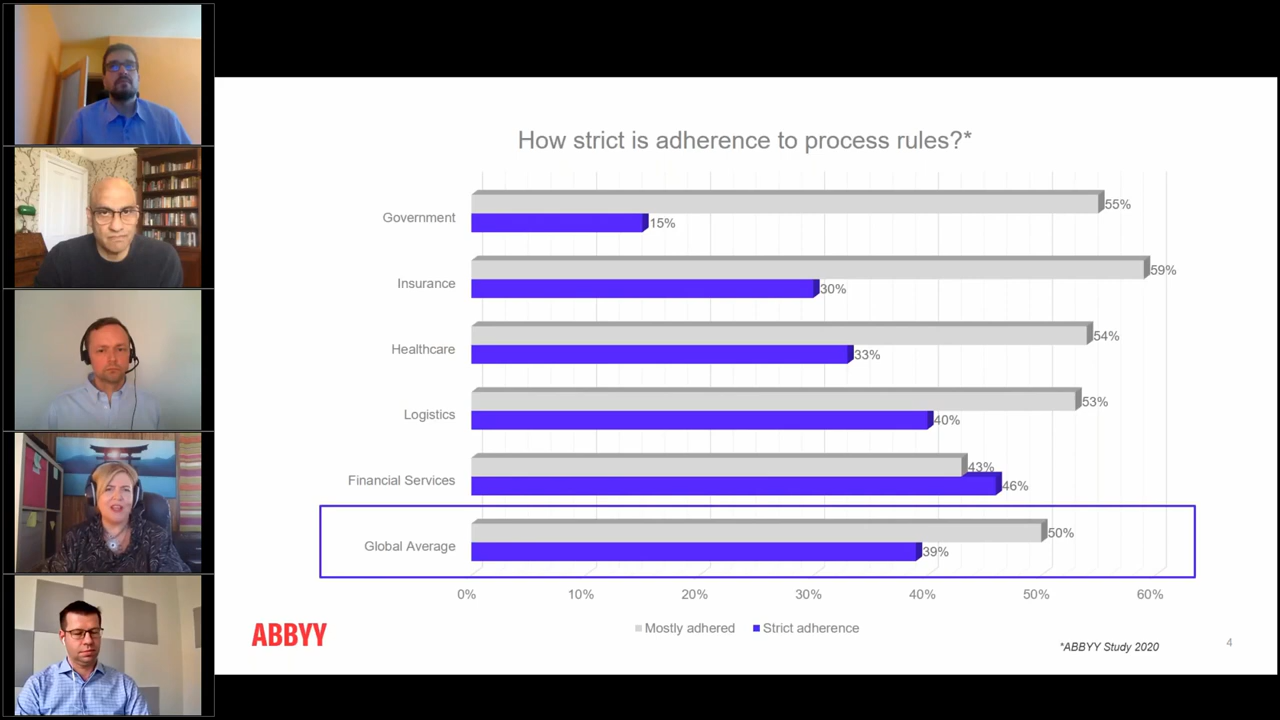 How strict is adherence to process rules?*
Government
55%
15%
Insurance
59%
30%
Healthcare
54%
33%
Logistics
53%
40%
Financial Services
43%
46%
Global Average
50%
39%
0% 10% 20% 30% 40% 50% 60%
Mostly adhered Strict adherence
ABBYY
*ABBYY Study 2020
4